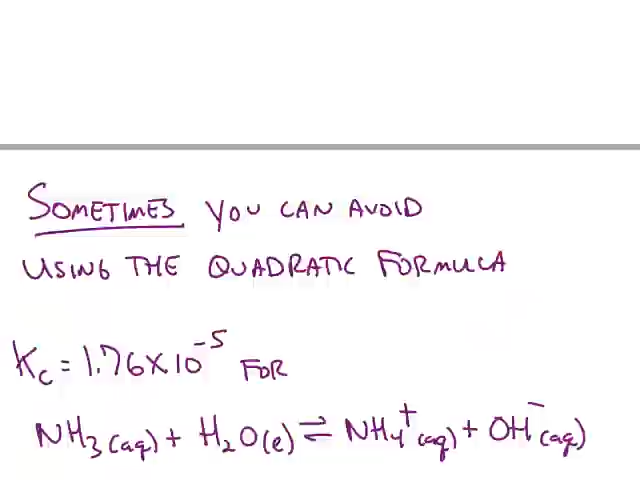 SOMETIMES YOU CAN AVOID
USING THE QUADRATIC FORMULA
Kc = 1.76 × 10⁻⁵ FOR
NH₃(aq) + H₂O(ℓ) ⇌ NH₄⁺(aq) + OH⁻(aq)